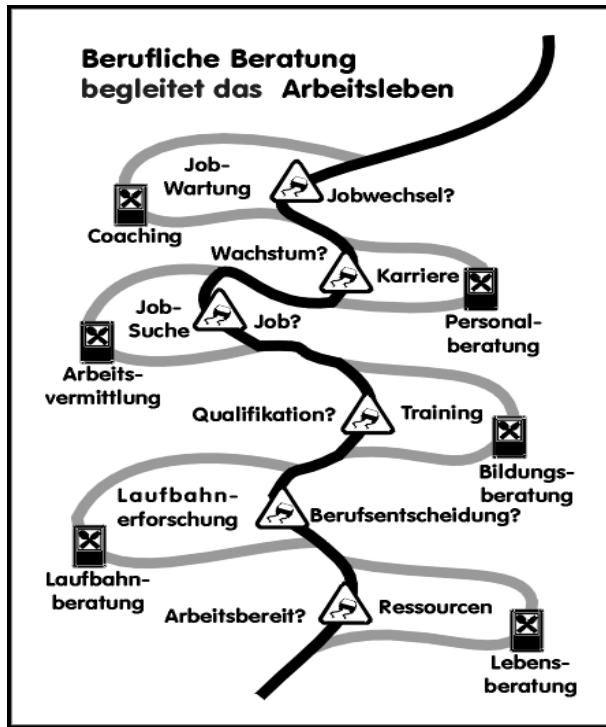 Berufliche Beratung
begleitet das Arbeitsleben
Job-
Wartung
Jobwechsel?
Coaching
Wachstum?
Karriere
Personal-
beratung
Job-
Suche
Job?
Arbeits-
vermittlung
Qualifikation?
Training
Bildungs-
beratung
Laufbahn-
erforschung
Berufsentscheidung?
Laufbahn-
beratung
Arbeitsbereit?
Ressourcen
Lebens-
beratung